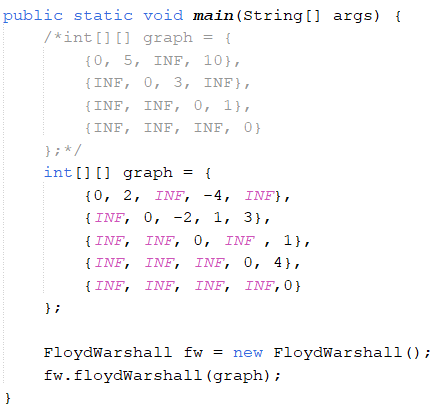 public static void main(String[] args) {
/*int[][] graph = {
{0, 5, INF, 10},
{INF, 0, 3, INF},
{INF, INF, 0, 1},
{INF, INF, INF, 0}
};*/
int[][] graph = {
{0, 2, INF, -4, INF},
{INF, 0, -2, 1, 3},
{INF, INF, 0, INF , 1},
{INF, INF, INF, 0, 4},
{INF, INF, INF, INF,0}
};
FloydWarshall fw = new FloydWarshall();
fw.floydWarshall(graph);
}